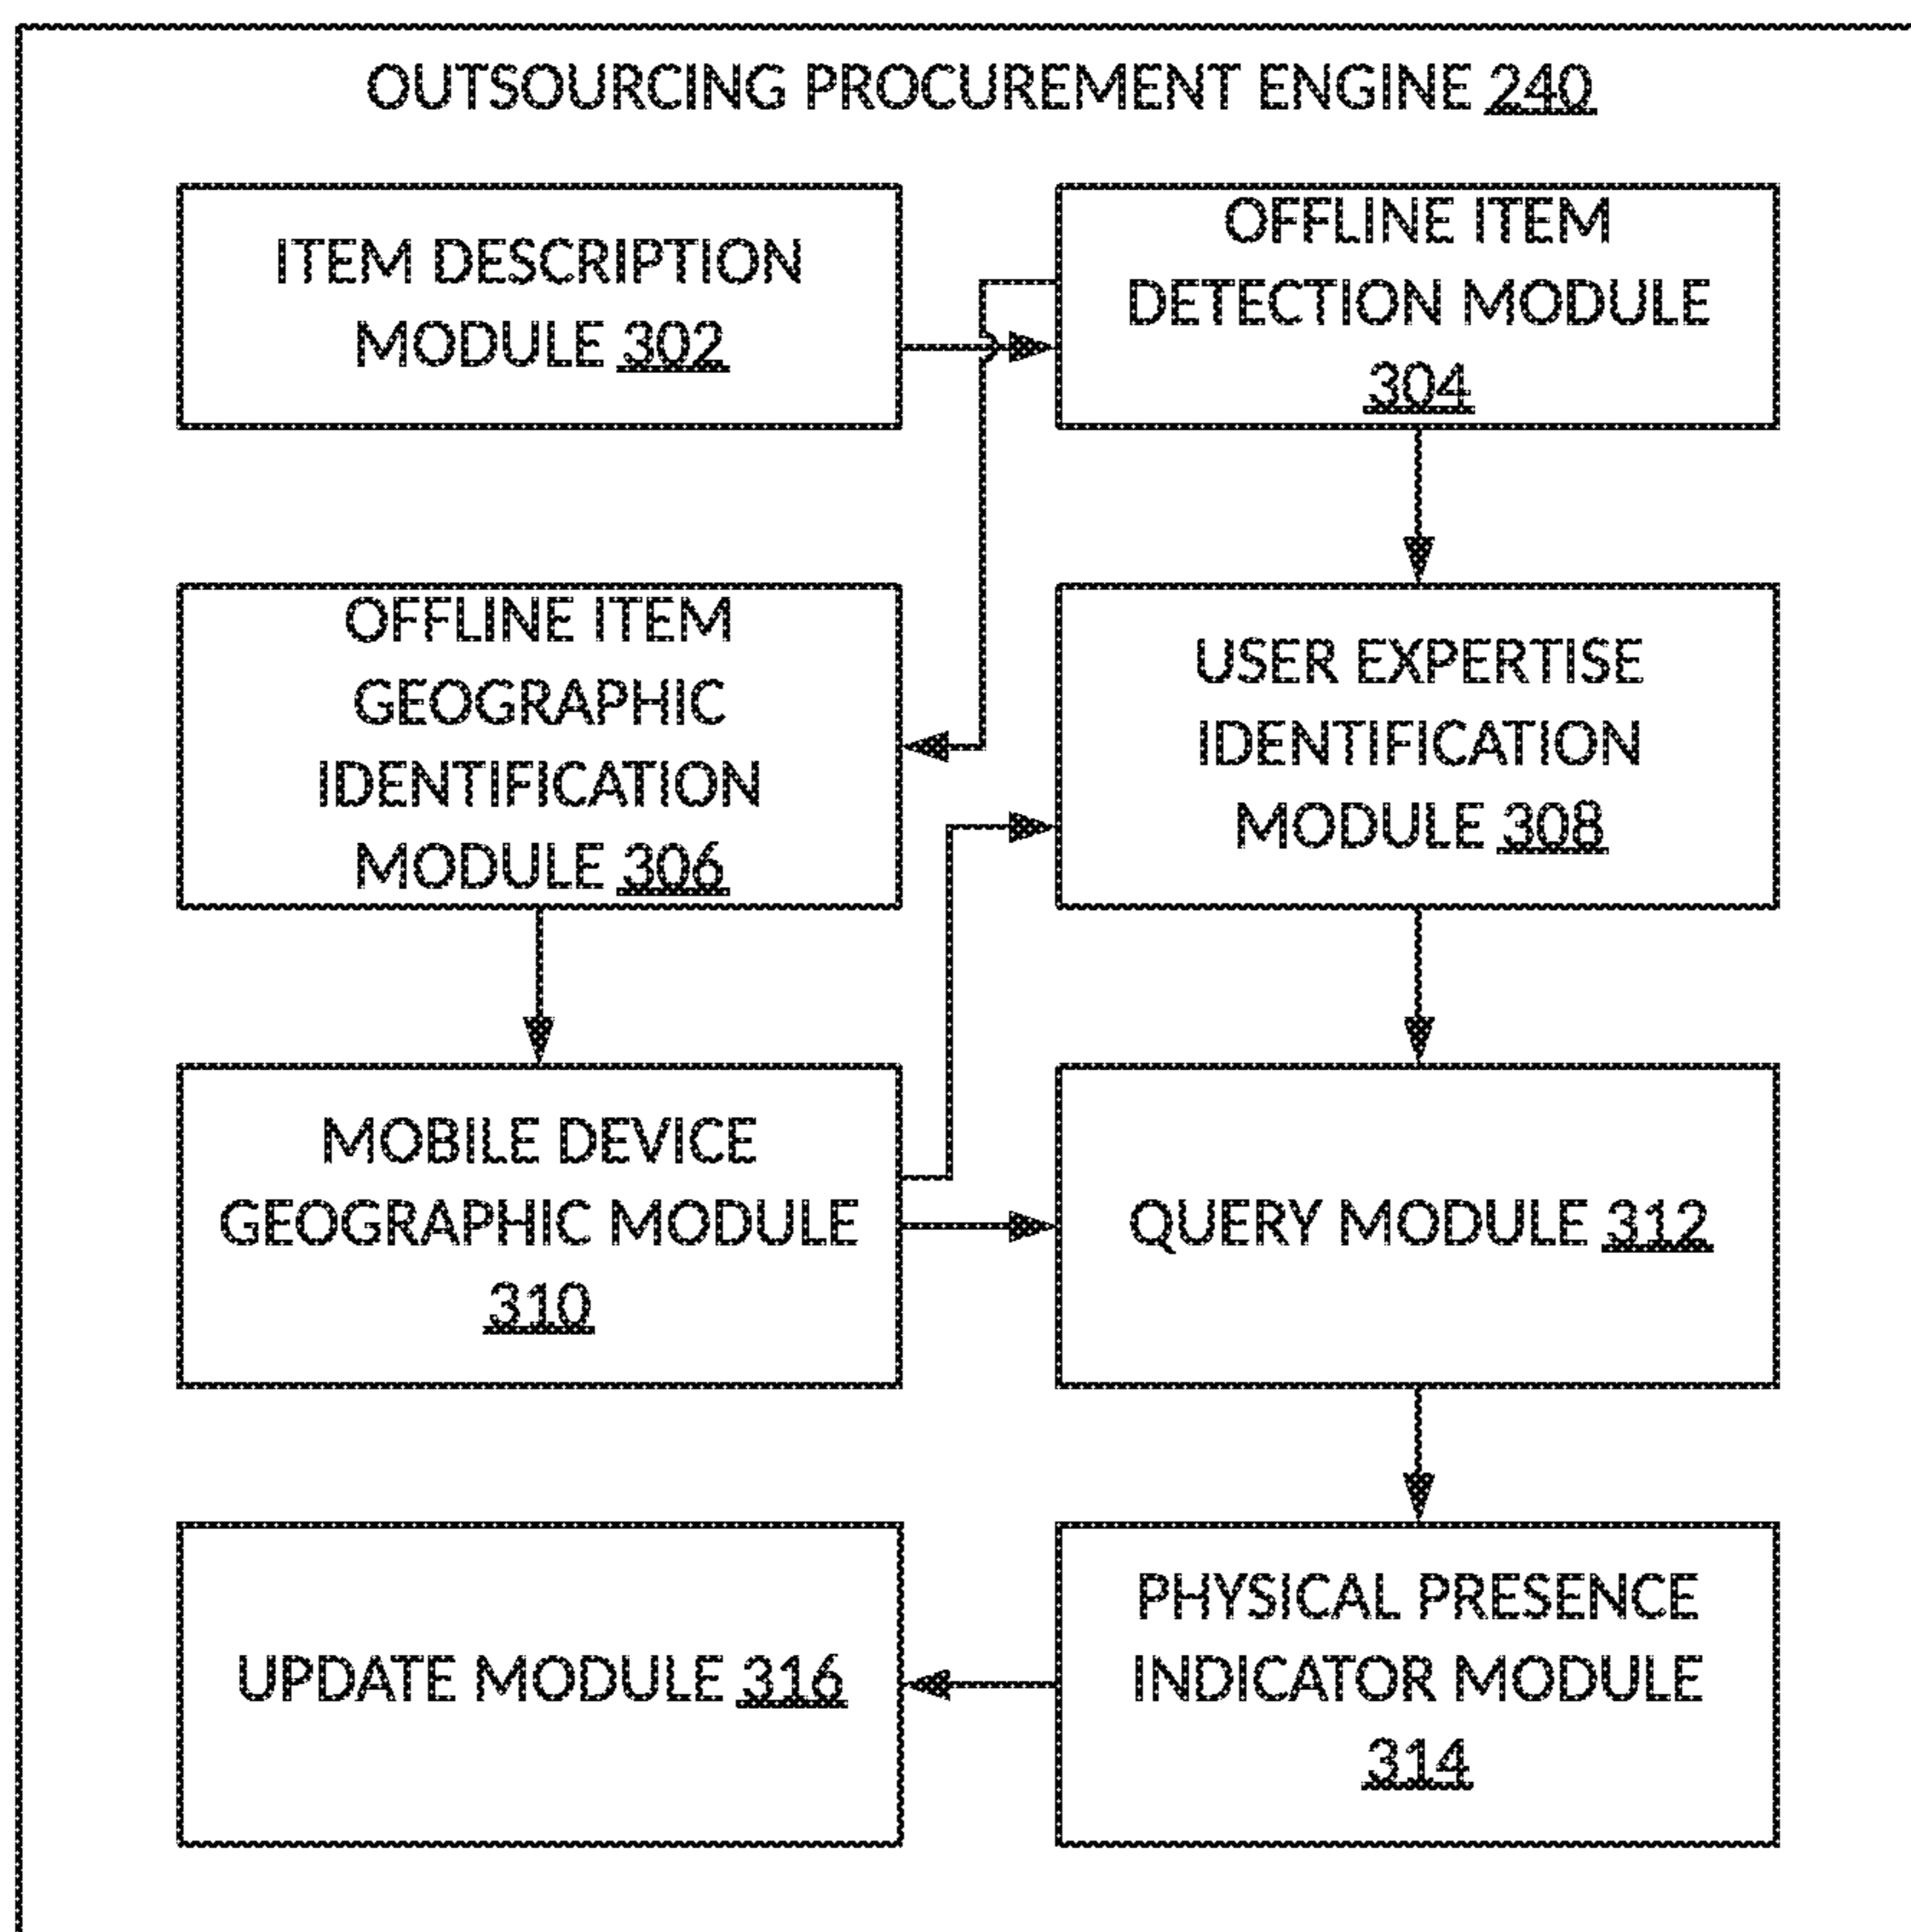 OUTSOURCING PROCUREMENT ENGINE 240
ITEM DESCRIPTION
MODULE 302
OFFLINE ITEM
DETECTION MODULE
304
OFFLINE ITEM
GEOGRAPHIC
IDENTIFICATION
MODULE 306
USER EXPERTISE
IDENTIFICATION
MODULE 308
MOBILE DEVICE
GEOGRAPHIC MODULE
310
QUERY MODULE 312
UPDATE MODULE 316
PHYSICAL PRESENCE
INDICATOR MODULE
314